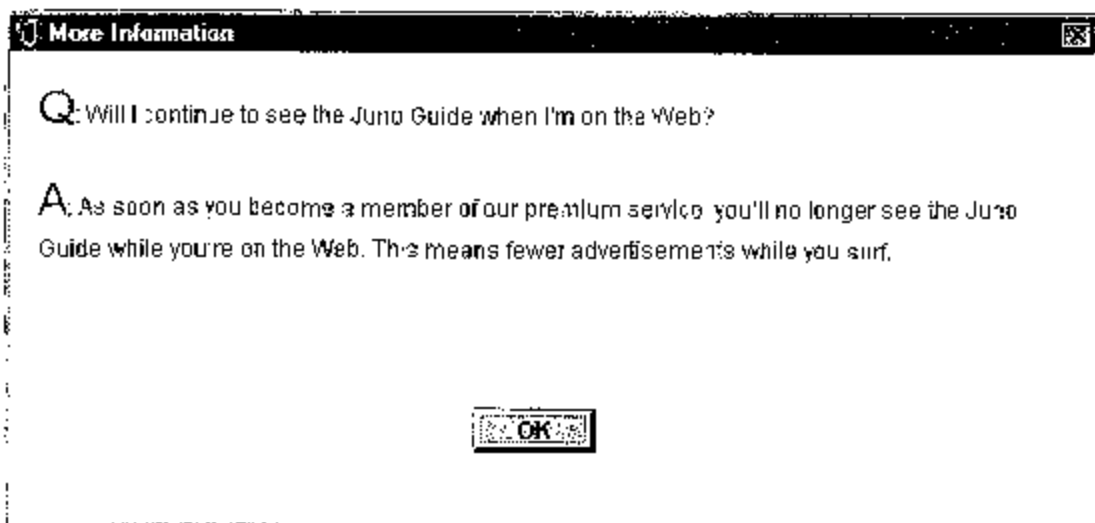 More Information
Q: Will I continue to see the Juno Guide when I'm on the Web?
A: As soon as you become a member of our premium service, you'll no longer see the Juno
Guide while you're on the Web. This means fewer advertisements while you surf.
OK